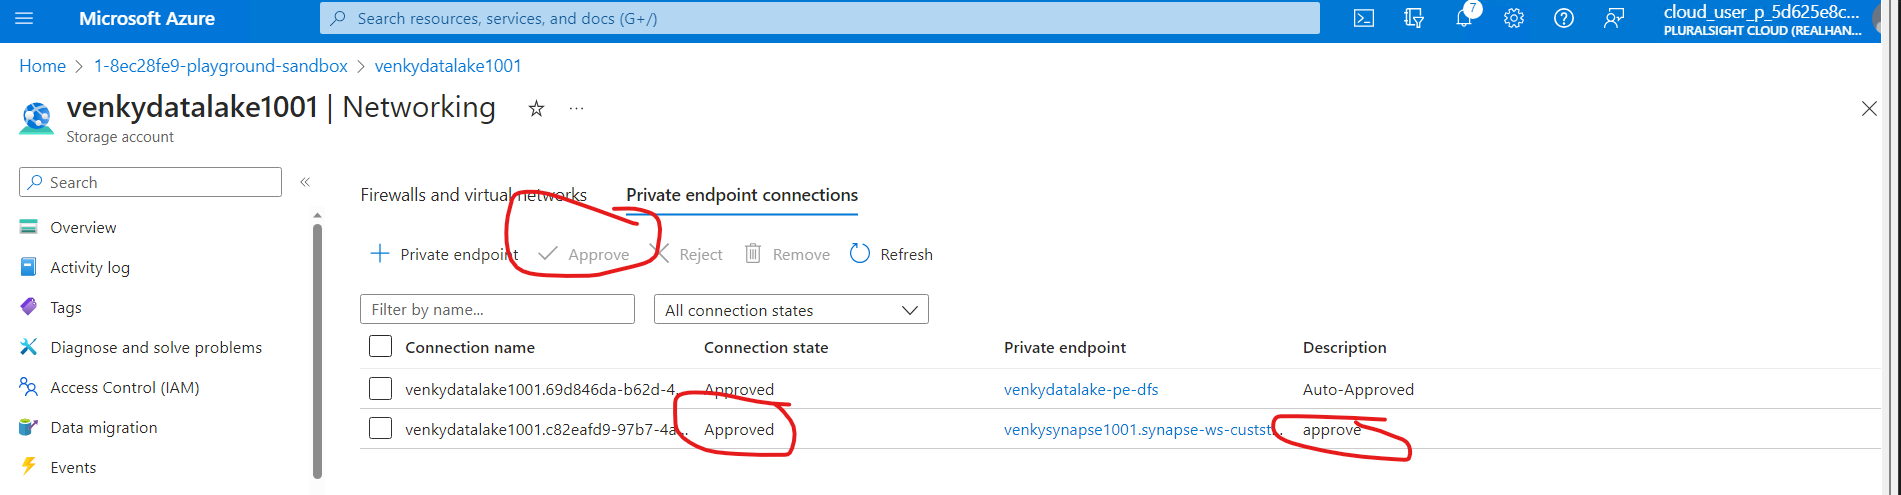 Microsoft Azure
Search resources, services, and docs (G+/)
7
cloud_user_p_5d625e8c...
PLURALSIGHT CLOUD (REALHAN...
Home > 1-8ec28fe9-playground-sandbox > venkydatalake1001
venkydatalake1001 | Networking
Storage account
Search
Firewalls and virtual networks Private endpoint connections
Overview
Activity log
Tags
Diagnose and solve problems
Access Control (IAM)
Data migration
Events
Private endpoint Approve Reject Remove Refresh
Filter by name... All connection states
Connection name Connection state Private endpoint Description
venkydatalake1001.69d846da-b62d-4... Approved venkydatalake-pe-dfs Auto-Approved
venkydatalake1001.c82eafd9-97b7-4a... Approved venkysynapse1001.synapse-ws-custst... approve